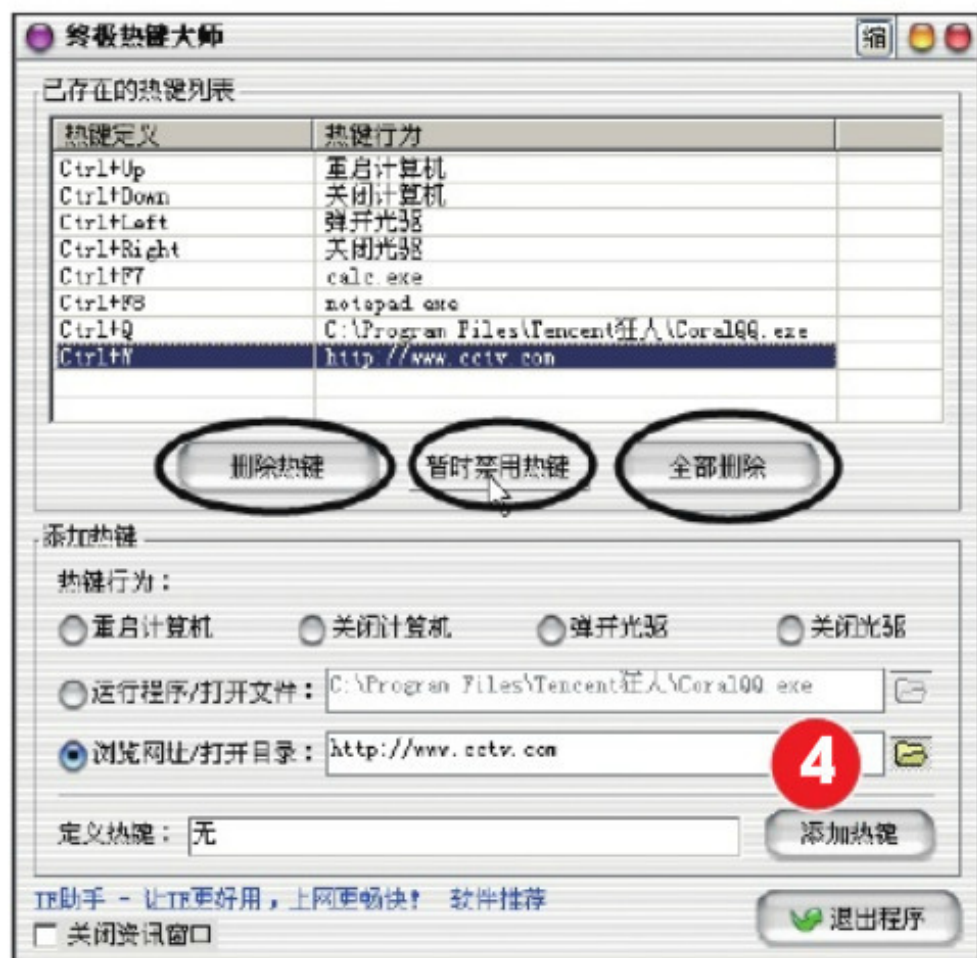 终极热键大师 缩
已存在的热键列表
热键定义 热键行为
Ctrl+Up 重启计算机
Ctrl+Down 关闭计算机
Ctrl+Left 弹开光驱
Ctrl+Right 关闭光驱
Ctrl+F7 calc.exe
Ctrl+F8 notepad.exe
Ctrl+Q C:\Program Files\Tencent狂人\CoralQQ.exe
http://www.cctv.com
删除热键 暂时禁用热键 全部删除
添加热键
热键行为：
重启计算机 关闭计算机 弹开光驱 关闭光驱
运行程序/打开文件： C:\Program Files\Tencent狂人\CoralQQ.exe
浏览网址/打开目录： http://www.cctv.com
4
定义热键： 无 添加热键
TE助手 - 让TE更好用，上网更畅快! 软件推荐
关闭资讯窗口 退出程序